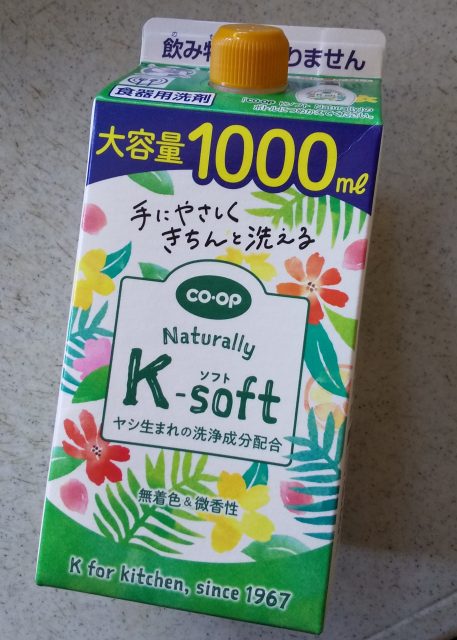 飲み物 りません
食器用洗剤
大容量1000mℓ
手にやさしく
きちんと洗える
CO·OP
Naturally
ソフト
K-soft
ヤシ生まれの洗浄成分配合
無着色&微香性
K for kitchen, since 1967